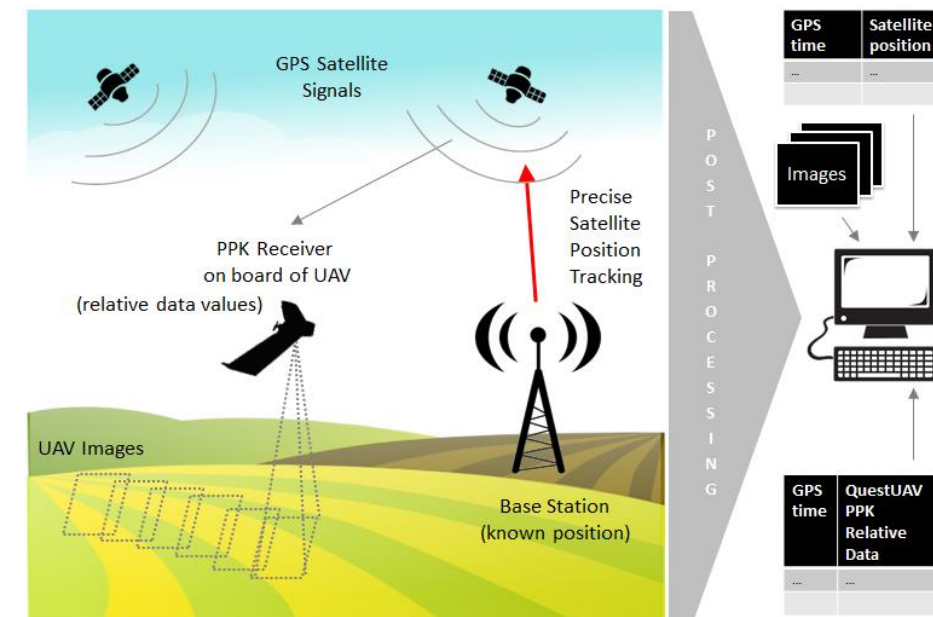 GPS Satellite
Signals
PPK Receiver
on board of UAV
(relative data values)
Precise
Satellite
Position
Tracking
UAV Images
Base Station
(known position)
POST PROCESSING
GPS
time
Satellite
position
...
...
Images
GPS
time
QuestUAV
PPK
Relative
Data
...
...